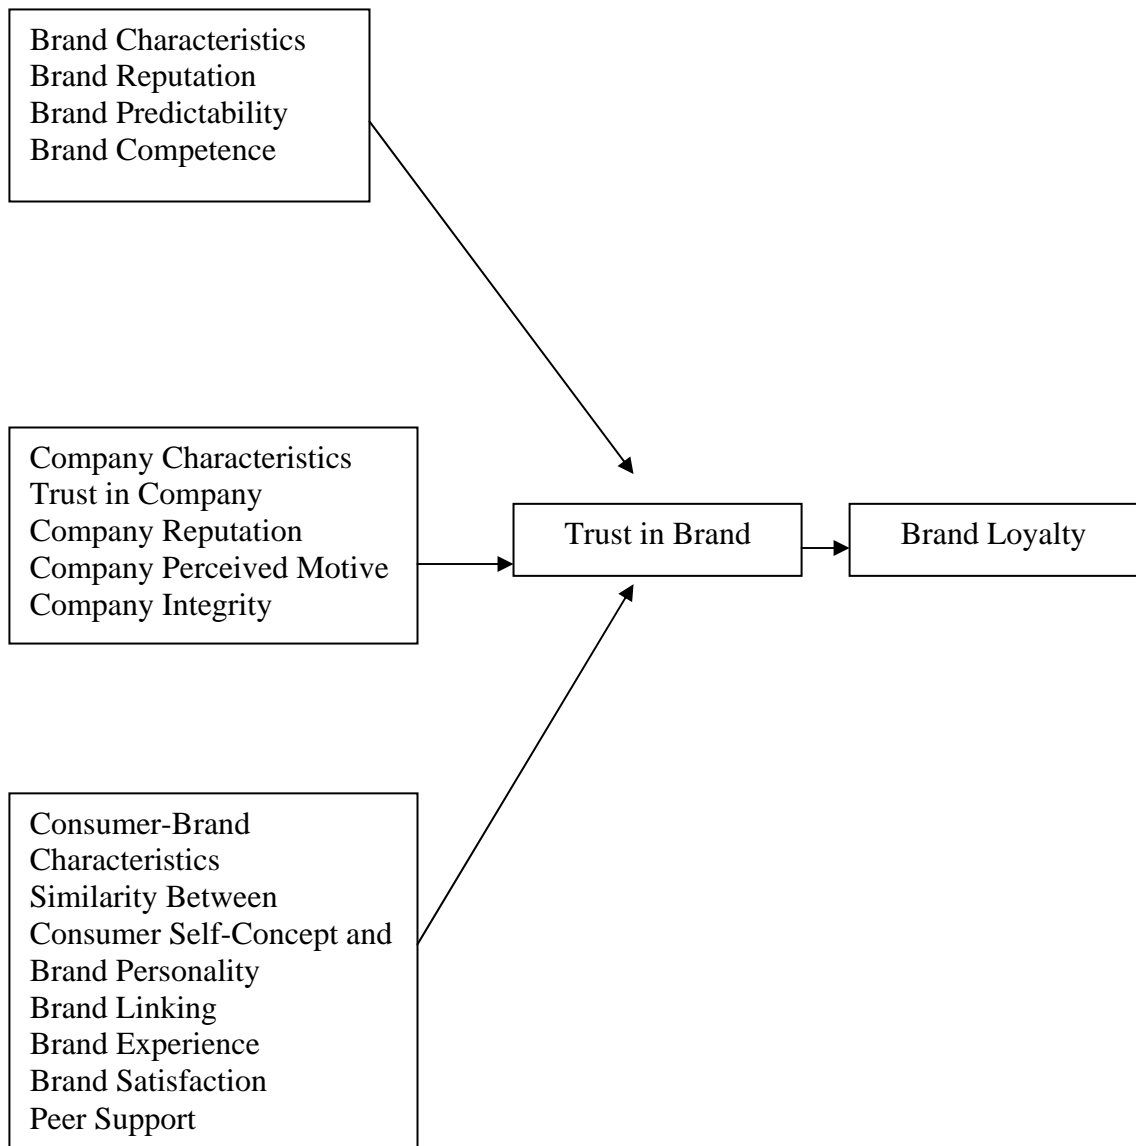 Brand Characteristics
Brand Reputation
Brand Predictability
Brand Competence
Company Characteristics
Trust in Company
Company Reputation
Company Perceived Motive
Company Integrity
Trust in Brand
Brand Loyalty
Consumer-Brand
Characteristics
Similarity Between
Consumer Self-Concept and
Brand Personality
Brand Linking
Brand Experience
Brand Satisfaction
Peer Support